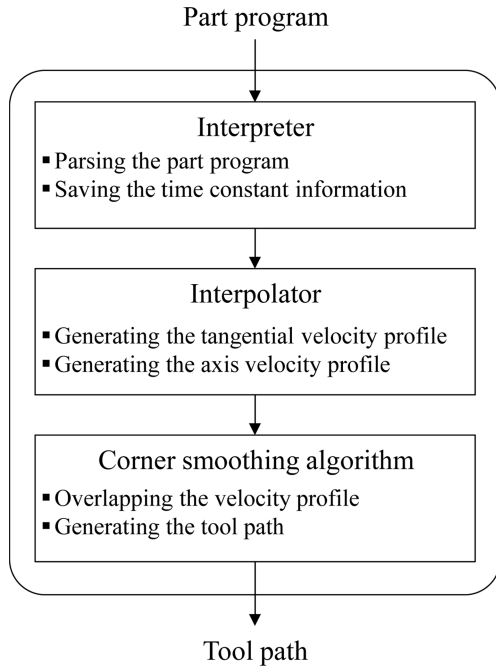 Part program
Interpreter
▪ Parsing the part program
▪ Saving the time constant information
Interpolator
▪ Generating the tangential velocity profile
▪ Generating the axis velocity profile
Corner smoothing algorithm
▪ Overlapping the velocity profile
▪ Generating the tool path
Tool path